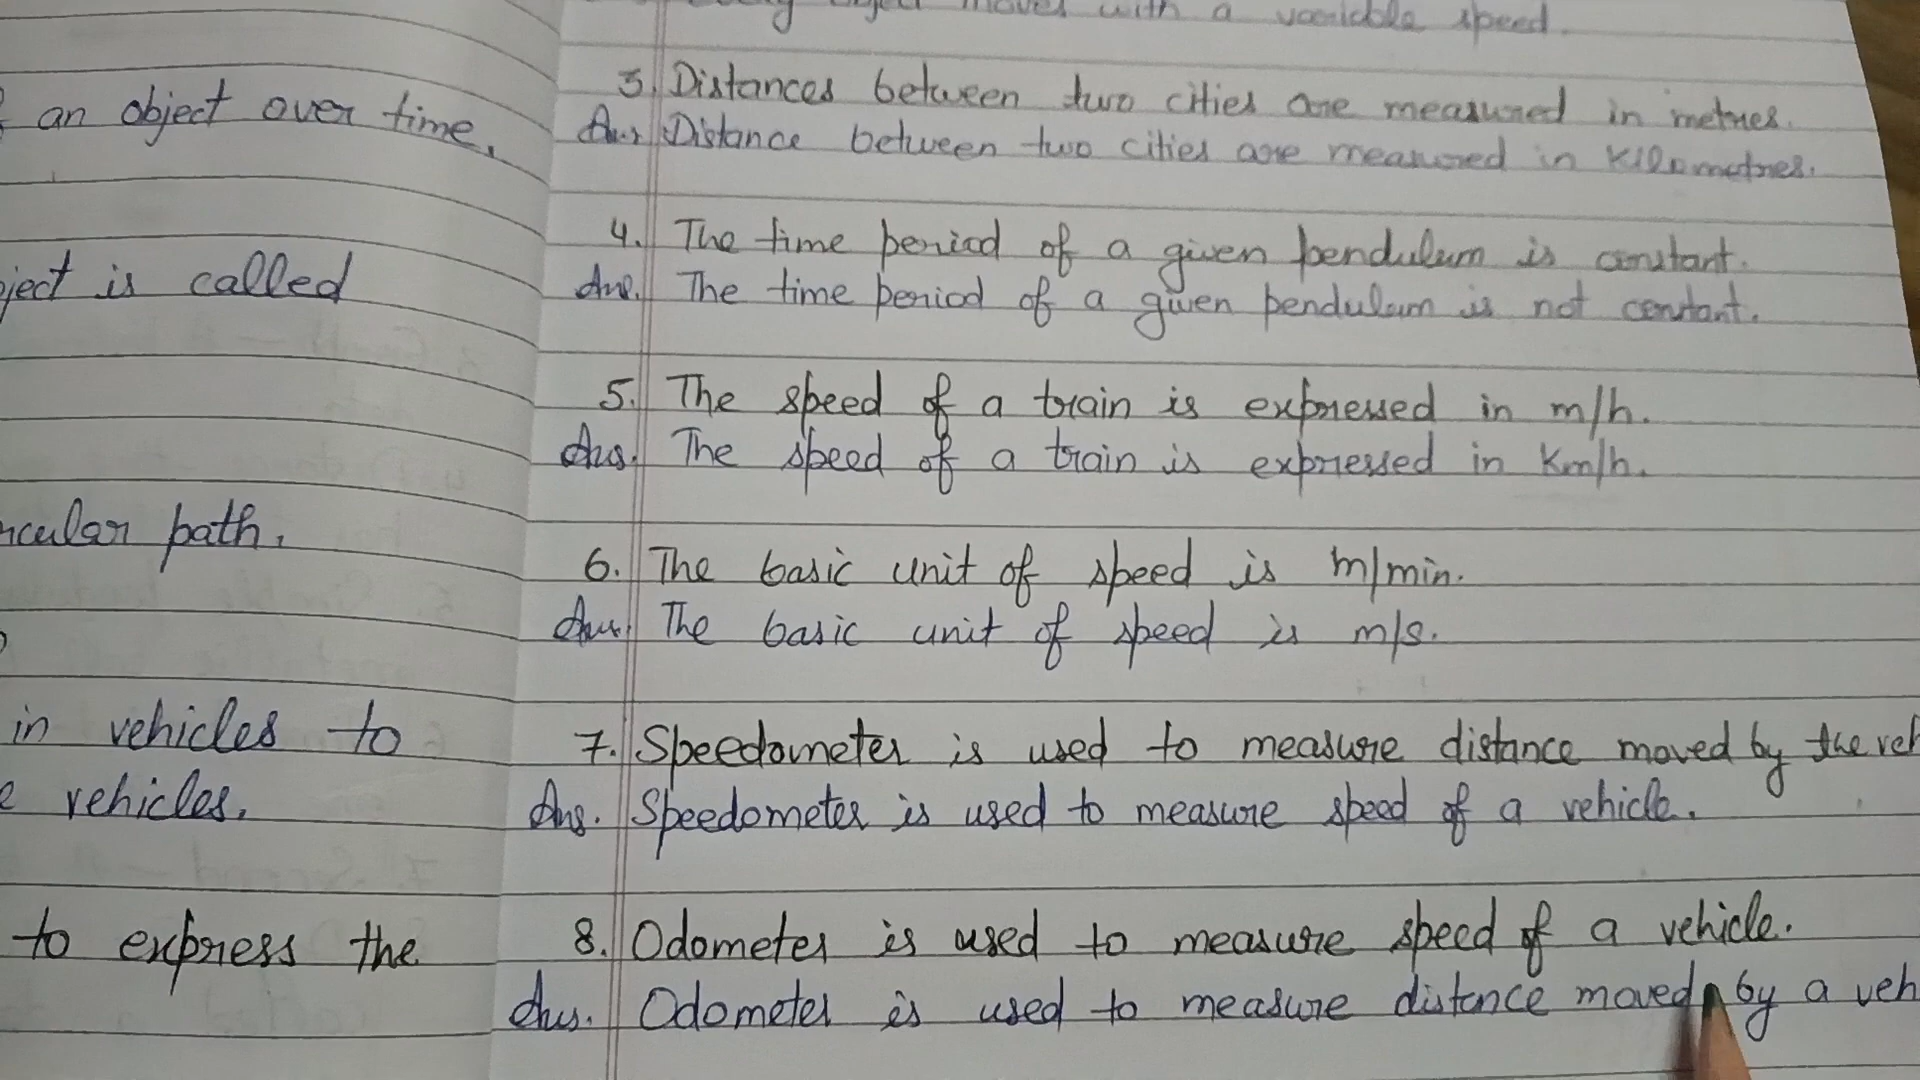 an object over time,
ject is called
cular path.
in vehicles to
vehicles.
to express the
object moves with a variable speed.
3. Distances between two cities are measured in metres.
Ans. Distance between two cities are measured in kilometres.
4. The time period of a given pendulum is constant.
Ans. The time period of a given pendulum is not constant.
5. The speed of a train is expressed in m/h.
Ans. The speed of a train is expressed in Km/h.
6. The basic unit of speed is m/min.
Ans. The basic unit of speed is m/s.
7. Speedometer is used to measure distance moved by the veh
Ans. Speedometer is used to measure speed of a vehicle.
8. Odometer is used to measure speed of a vehicle.
Ans. Odometer is used to measure distance moved by a veh